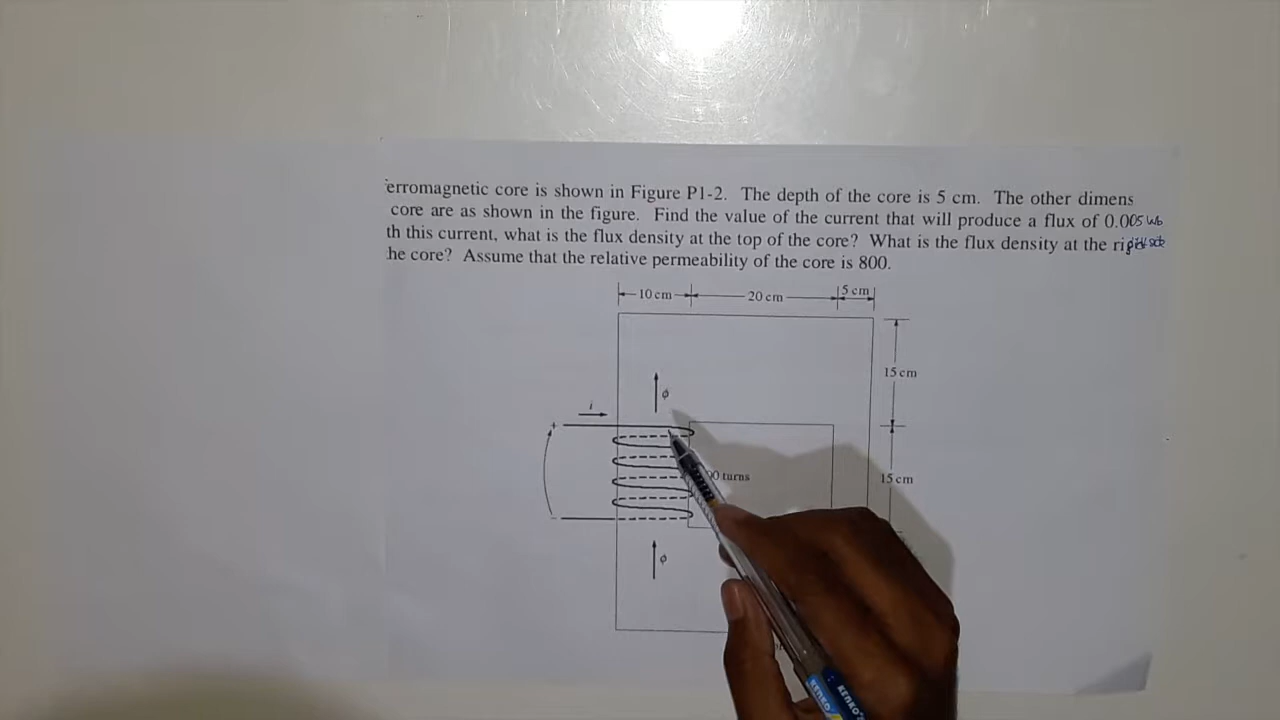 erromagnetic core is shown in Figure P1-2. The depth of the core is 5 cm. The other dimens
core are as shown in the figure. Find the value of the current that will produce a flux of 0.005 wb
th this current, what is the flux density at the top of the core? What is the flux density at the right side
he core? Assume that the relative permeability of the core is 800.
10 cm 20 cm 5 cm
15 cm
ϕ
i
+
0 turns
15 cm
-
ϕ
KENKO
KENKO